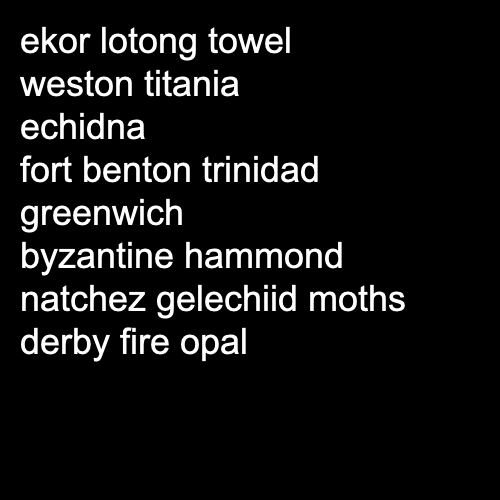 ekor lotong towel
weston titania
echidna
fort benton trinidad
greenwich
byzantine hammond
natchez gelechiid moths
derby fire opal